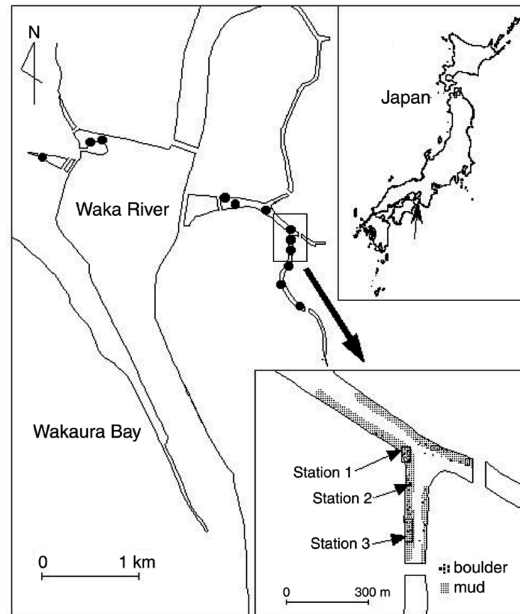 N
Japan
Waka River
Wakaura Bay
Station 1
Station 2
Station 3
boulder
mud
0 1 km
0 300 m